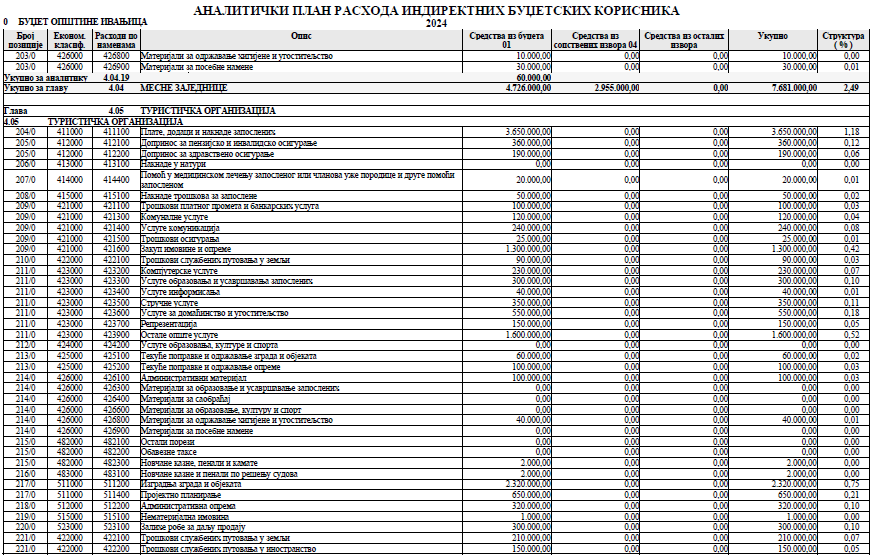 АНАЛИТИЧКИ ПЛАН РАСХОДА ИНДИРЕКТНИХ БУЏЕТСКИХ КОРИСНИКА
0 БУЏЕТ ОПШТИНЕ ИВАЊИЦА 2024
Број позиције Економ. класиф. Расходи по наменама Опис Средства из буџета 01 Средства из сопствених извора 04 Средства из осталих извора Укупно Структура ( % )
203/0 426000 426800 Материјали за одржавање хигијене и угоститељство 10.000,00 0,00 0,00 10.000,00 0,00
203/0 426000 426900 Материјали за посебне намене 30.000,00 0,00 0,00 30.000,00 0,01
Укупно за аналитику 4.04.19 60.000,00
Укупно за главу 4.04 МЕСНЕ ЗАЈЕДНИЦЕ 4.726.000,00 2.955.000,00 0,00 7.681.000,00 2,49
Глава 4.05 ТУРИСТИЧКА ОРГАНИЗАЦИЈА
4.05 ТУРИСТИЧКА ОРГАНИЗАЦИЈА
204/0 411000 411100 Плате, додаци и накнаде запослених 3.650.000,00 0,00 0,00 3.650.000,00 1,18
205/0 412000 412100 Допринос за пензијско и инвалидско осигурање 360.000,00 0,00 0,00 360.000,00 0,12
205/0 412000 412200 Допринос за здравствено осигурање 190.000,00 0,00 0,00 190.000,00 0,06
206/0 413000 413100 Накнаде у натури 0,00 0,00 0,00 0,00 0,00
207/0 414000 414400 Помоћ у медицинском лечењу запосленог или чланова уже породице и друге помоћи запосленом 20.000,00 0,00 0,00 20.000,00 0,01
208/0 415000 415100 Накнаде трошкова за запослене 50.000,00 0,00 0,00 50.000,00 0,02
209/0 421000 421100 Трошкови платног промета и банкарских услуга 100.000,00 0,00 0,00 100.000,00 0,03
209/0 421000 421300 Комуналне услуге 120.000,00 0,00 0,00 120.000,00 0,04
209/0 421000 421400 Услуге комуникација 240.000,00 0,00 0,00 240.000,00 0,08
209/0 421000 421500 Трошкови осигурања 25.000,00 0,00 0,00 25.000,00 0,01
209/0 421000 421600 Закуп имовине и опреме 1.300.000,00 0,00 0,00 1.300.000,00 0,42
210/0 422000 422100 Трошкови службених путовања у земљи 90.000,00 0,00 0,00 90.000,00 0,03
211/0 423000 423200 Компјутерске услуге 230.000,00 0,00 0,00 230.000,00 0,07
211/0 423000 423300 Услуге образовања и усавршавања запослених 300.000,00 0,00 0,00 300.000,00 0,10
211/0 423000 423400 Услуге информисања 40.000,00 0,00 0,00 40.000,00 0,01
211/0 423000 423500 Стручне услуге 350.000,00 0,00 0,00 350.000,00 0,11
211/0 423000 423600 Услуге за домаћинство и угоститељство 550.000,00 0,00 0,00 550.000,00 0,18
211/0 423000 423700 Репрезентација 150.000,00 0,00 0,00 150.000,00 0,05
211/0 423000 423900 Остале опште услуге 1.600.000,00 0,00 0,00 1.600.000,00 0,52
212/0 424000 424200 Услуге образовања, културе и спорта 0,00 0,00 0,00 0,00 0,00
213/0 425000 425100 Текуће поправке и одржавање зграда и објеката 60.000,00 0,00 0,00 60.000,00 0,02
213/0 425000 425200 Текуће поправке и одржавање опреме 100.000,00 0,00 0,00 100.000,00 0,03
214/0 426000 426100 Административни материјал 100.000,00 0,00 0,00 100.000,00 0,03
214/0 426000 426300 Материјали за образовање и усавршавање запослених 0,00 0,00 0,00 0,00 0,00
214/0 426000 426400 Материјали за саобраћај 0,00 0,00 0,00 0,00 0,00
214/0 426000 426600 Материјали за образовање, културу и спорт 0,00 0,00 0,00 0,00 0,00
214/0 426000 426800 Материјали за одржавање хигијене и угоститељство 40.000,00 0,00 0,00 40.000,00 0,01
214/0 426000 426900 Материјали за посебне намене 0,00 0,00 0,00 0,00 0,00
215/0 482000 482100 Остали порези 0,00 0,00 0,00 0,00 0,00
215/0 482000 482200 Обавезне таксе 0,00 0,00 0,00 0,00 0,00
215/0 482000 482300 Новчане казне, пенали и камате 2.000,00 0,00 0,00 2.000,00 0,00
216/0 483000 483100 Новчане казне и пенали по решењу судова 2.000,00 0,00 0,00 2.000,00 0,00
217/0 511000 511200 Изградња зграда и објеката 2.320.000,00 0,00 0,00 2.320.000,00 0,75
217/0 511000 511400 Пројектно планирање 650.000,00 0,00 0,00 650.000,00 0,21
218/0 512000 512200 Административна опрема 320.000,00 0,00 0,00 320.000,00 0,10
219/0 515000 515100 Нематеријална имовина 1.000,00 0,00 0,00 1.000,00 0,00
220/0 523000 523100 Залихе робе за даљу продају 300.000,00 0,00 0,00 300.000,00 0,10
221/0 422000 422100 Трошкови службених путовања у земљи 210.000,00 0,00 0,00 210.000,00 0,07
221/0 422000 422200 Трошкови службених путовања у иностранство 150.000,00 0,00 0,00 150.000,00 0,05